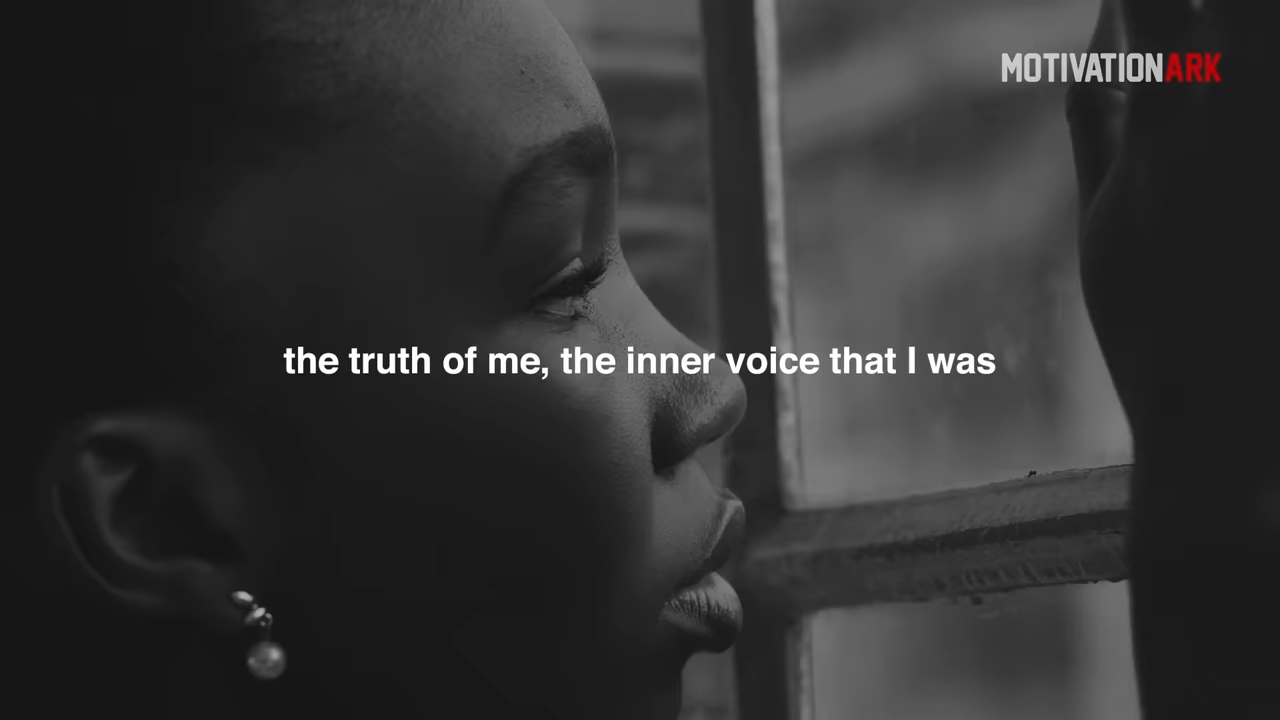 MOTIVATIONARK
the truth of me, the inner voice that I was